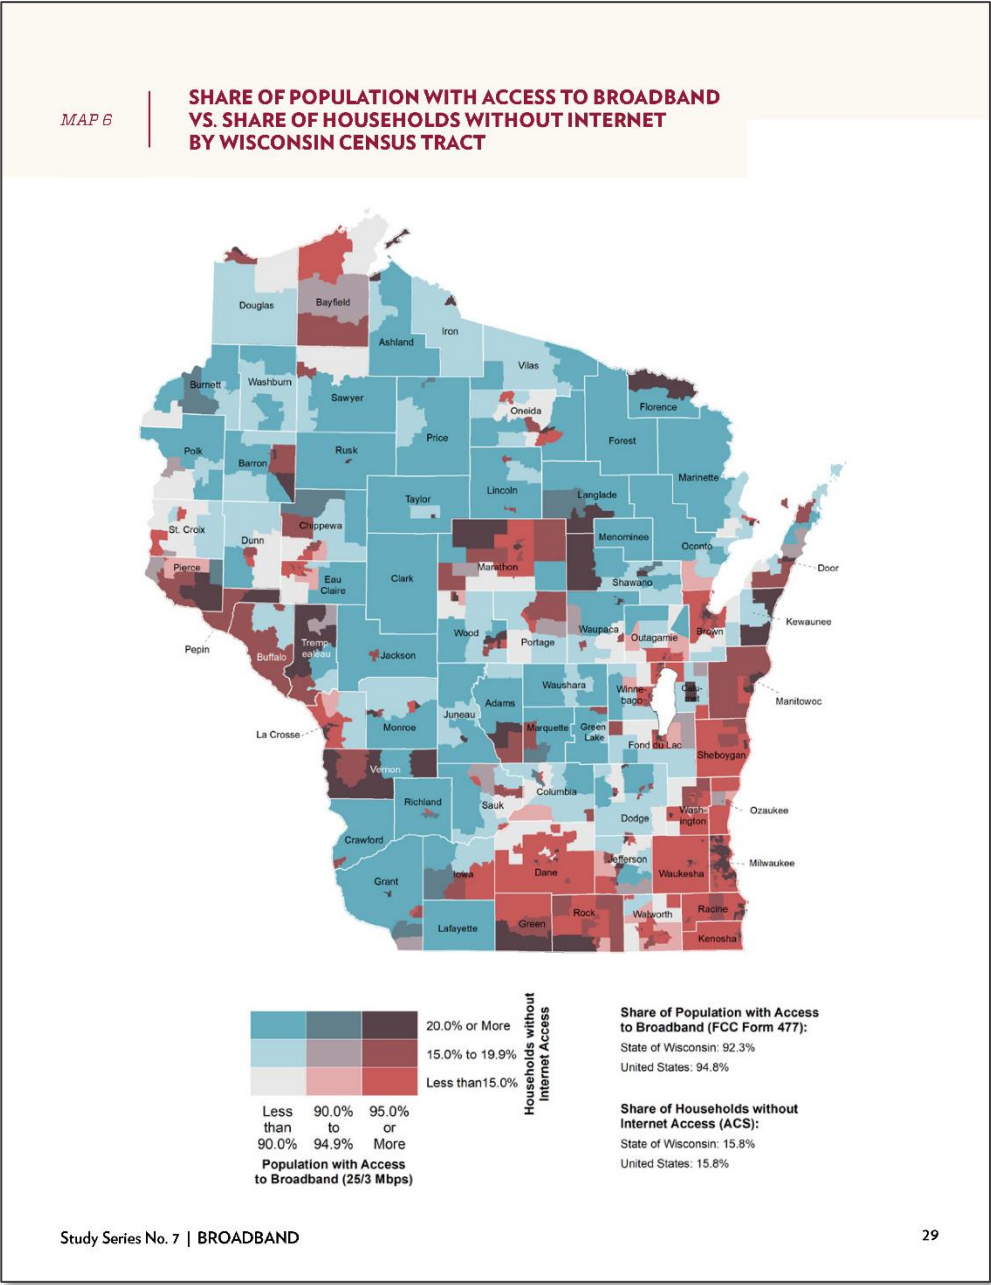 MAP 6
SHARE OF POPULATION WITH ACCESS TO BROADBAND
VS. SHARE OF HOUSEHOLDS WITHOUT INTERNET
BY WISCONSIN CENSUS TRACT
Douglas
Bayfield
Iron
Ashland
Vilas
Burnett
Washburn
Sawyer
Oneida
Florence
Price
Forest
Polk
Barron
Rusk
Marinette
Lincoln
Langlade
Taylor
St. Croix
Chippewa
Dunn
Menominee
Oconto
Pierce
Marathon
Door
Eau
Claire
Clark
Shawano
Kewaunee
Pepin
Buffalo
Tremp-
ealeau
Wood
Portage
Waupaca
Outagamie
Brown
Jackson
Manitowoc
La Crosse
Monroe
Juneau
Adams
Waushara
Winne-
bago
Calu-
met
Marquette
Green
Lake
Fond du Lac
Sheboygan
Vernon
Richland
Sauk
Columbia
Dodge
Wash-
ington
Ozaukee
Crawford
Milwaukee
Grant
Iowa
Dane
Jefferson
Waukesha
Lafayette
Green
Rock
Walworth
Racine
Kenosha
20.0% or More
15.0% to 19.9%
Less than15.0%
Households without
Internet Access
Less
than
90.0%
90.0%
to
94.9%
95.0%
or
More
Population with Access
to Broadband (25/3 Mbps)
Share of Population with Access
to Broadband (FCC Form 477):
State of Wisconsin: 92.3%
United States: 94.8%
Share of Households without
Internet Access (ACS):
State of Wisconsin: 15.8%
United States: 15.8%
Study Series No. 7 | BROADBAND
29